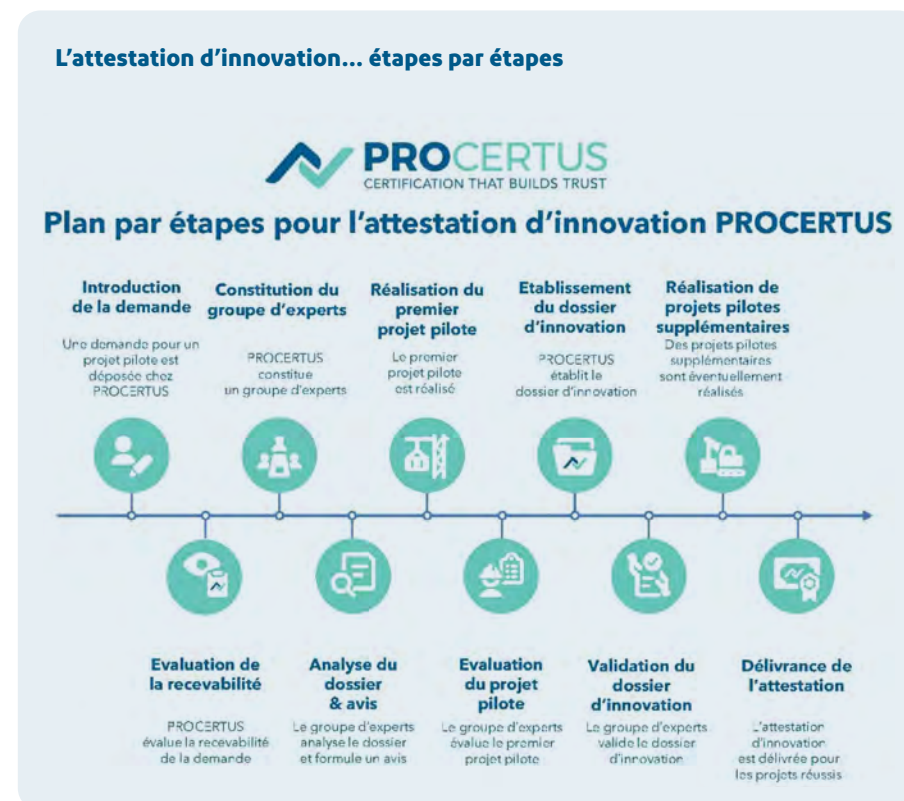 L'attestation d'innovation... étapes par étapes
PROCERTUS
CERTIFICATION THAT BUILDS TRUST
Plan par étapes pour l'attestation d'innovation PROCERTUS
Introduction
de la demande
Une demande pour un
projet pilote est
déposée chez
PROCERTUS
Constitution du
groupe d'experts
PROCERTUS
constitue
un groupe d'experts
Réalisation du
premier
projet pilote
Le premier
projet pilote
est réalisé
Etablissement
du dossier
d'innovation
PROCERTUS
établit le
dossier d'innovation
Réalisation de
projets pilotes
supplémentaires
Des projets pilotes
supplémentaires
sont éventuellement
réalisés
Evaluation de
la recevabilité
PROCERTUS
évalue la recevabilité
de la demande
Analyse du
dossier
& avis
Le groupe d'experts
analyse le dossier
et formule un avis
Evaluation
du projet
pilote
Le groupe d'experts
évalue le premier
projet pilote
Validation du
dossier
d'innovation
Le groupe d'experts
valide le dossier
d'innovation
Délivrance de
l'attestation
L'attestation
d'innovation
est délivrée pour
les projets réussis